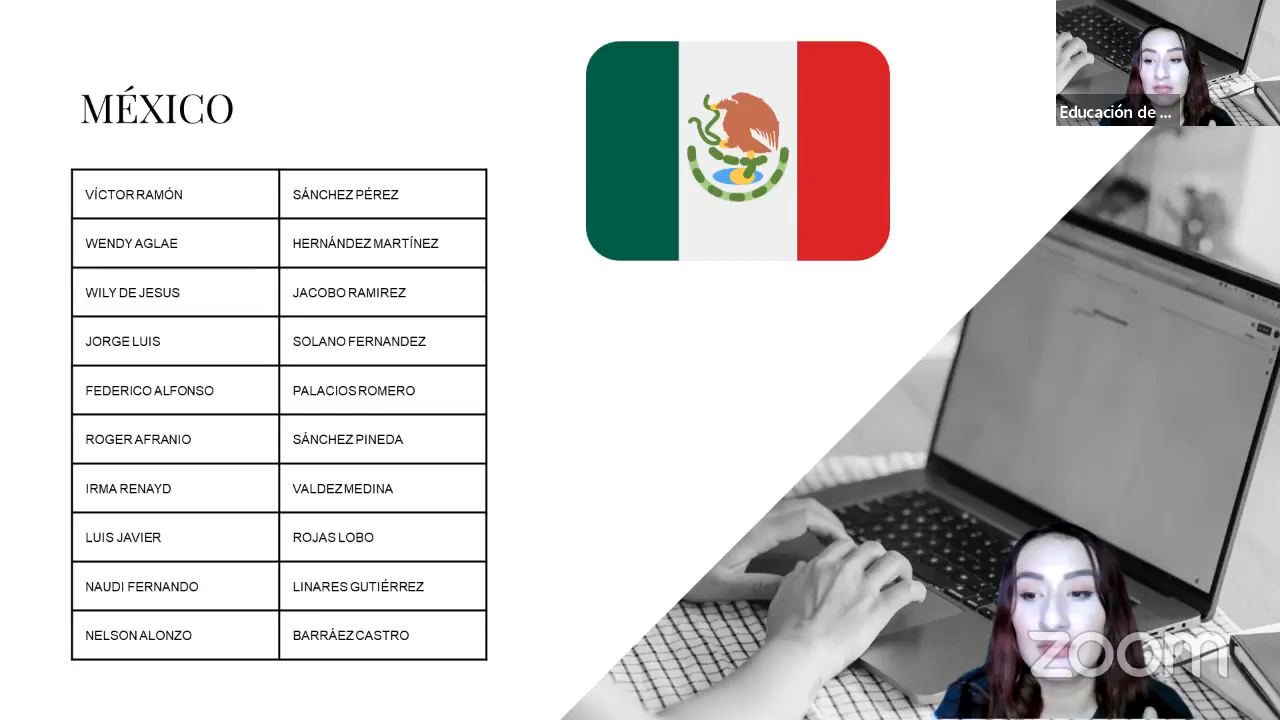 Educación de ...
MÉXICO
VÍCTOR RAMÓN SÁNCHEZ PÉREZ
WENDY AGLAE HERNÁNDEZ MARTÍNEZ
WILY DE JESUS JACOBO RAMIREZ
JORGE LUIS SOLANO FERNANDEZ
FEDERICO ALFONSO PALACIOS ROMERO
ROGER AFRANIO SÁNCHEZ PINEDA
IRMA RENAYD VALDEZ MEDINA
LUIS JAVIER ROJAS LOBO
NAUDI FERNANDO LINARES GUTIÉRREZ
NELSON ALONZO BARRÁEZ CASTRO
zoom